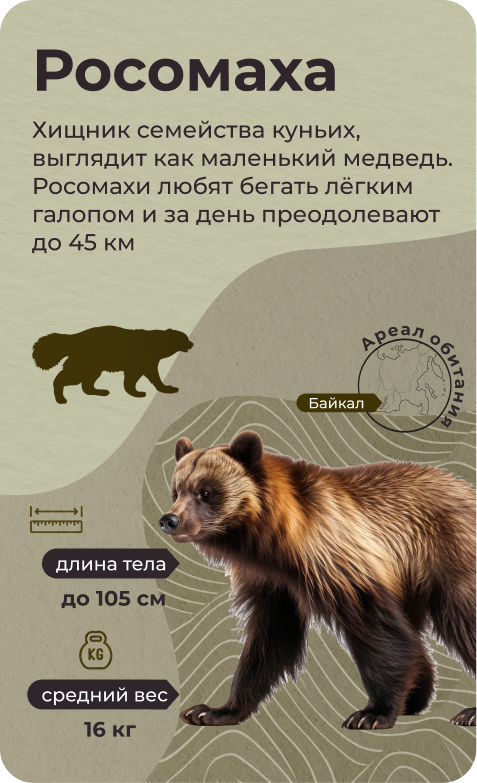 Росомаха
Хищник семейства куньих,
выглядит как маленький медведь.
Росомахи любят бегать лёгким
галопом и за день преодолевают
до 45 км
Ареал обитания
Байкал
длина тела
до 105 см
KG
средний вес
16 кг